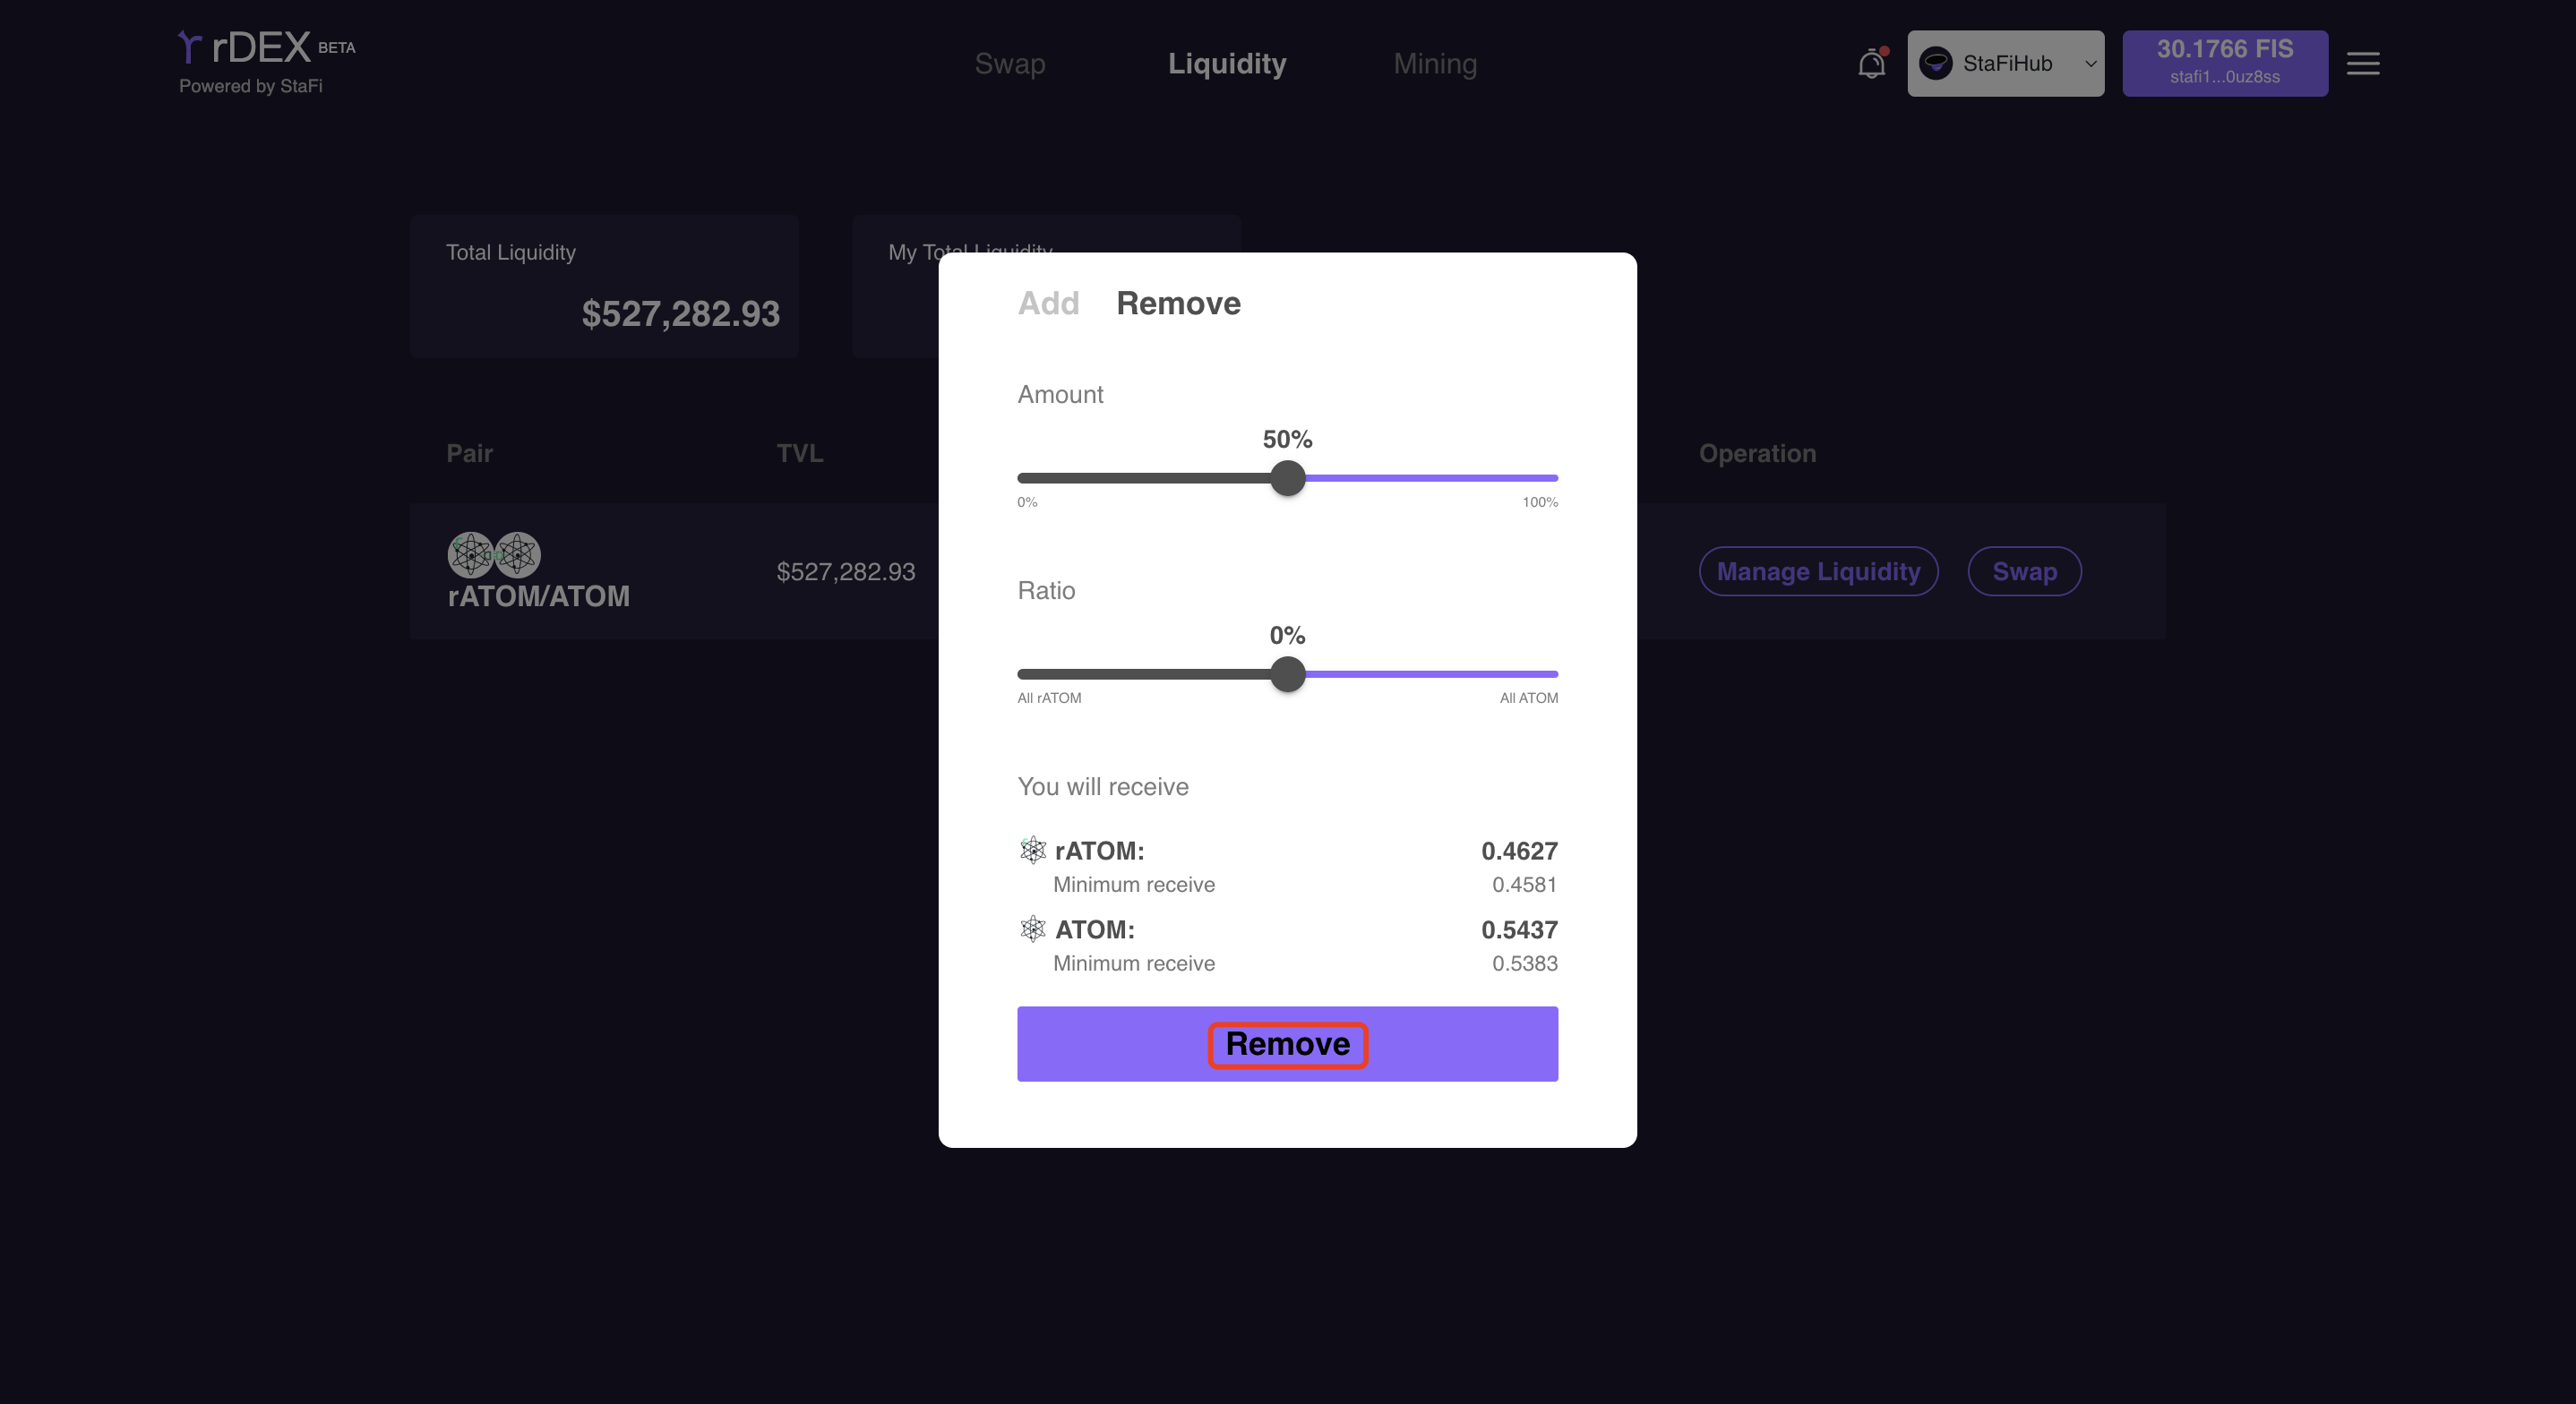 rDEX BETA
Powered by StaFi
Swap Liquidity Mining
StaFiHub
30.1766 FIS
stafi1...0uz8ss
Total Liquidity
$527,282.93
My Total Liquidity
Pair TVL Operation
rATOM/ATOM
$527,282.93
Manage Liquidity Swap
Add Remove
Amount
50%
0% 100%
Ratio
0%
All rATOM All ATOM
You will receive
rATOM: 0.4627
Minimum receive 0.4581
ATOM: 0.5437
Minimum receive 0.5383
Remove